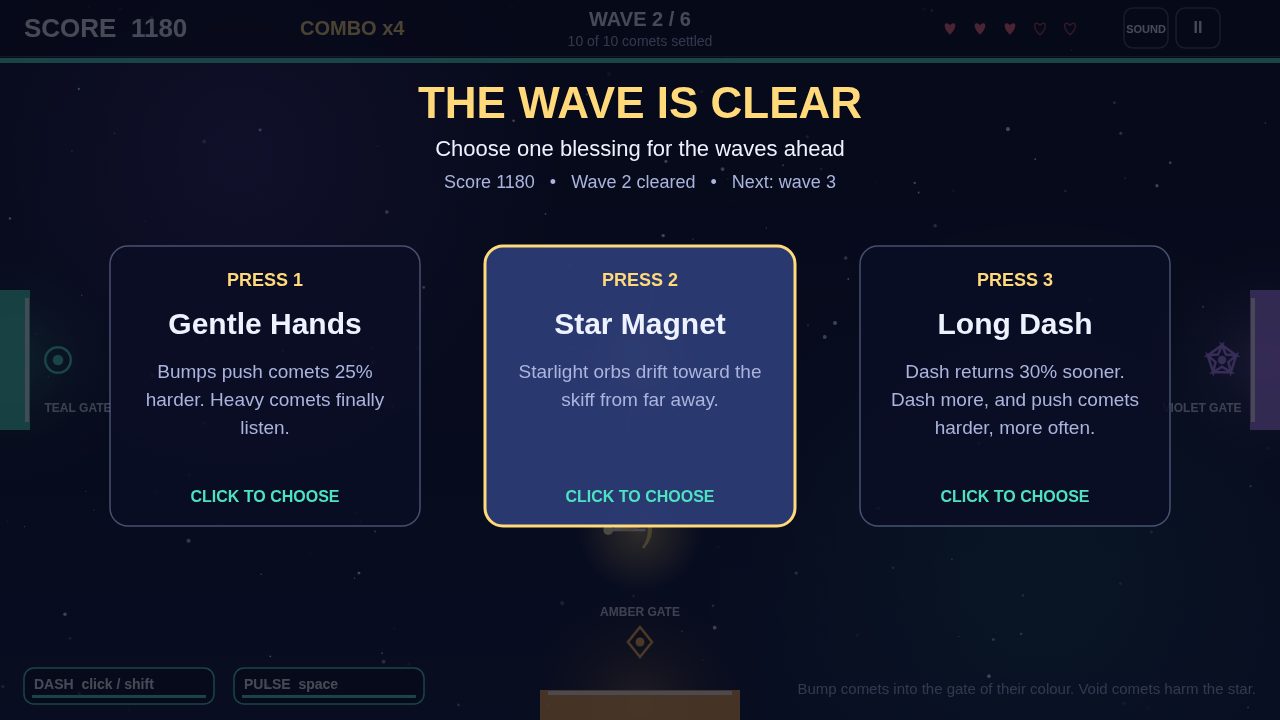 SCORE 1180
COMBO x4
WAVE 2 / 6
10 of 10 comets settled
SOUND
II
THE WAVE IS CLEAR
Choose one blessing for the waves ahead
Score 1180 • Wave 2 cleared • Next: wave 3
PRESS 1
Gentle Hands
Bumps push comets 25%
harder. Heavy comets finally
listen.
CLICK TO CHOOSE
PRESS 2
Star Magnet
Starlight orbs drift toward the
skiff from far away.
CLICK TO CHOOSE
PRESS 3
Long Dash
Dash returns 30% sooner.
Dash more, and push comets
harder, more often.
CLICK TO CHOOSE
TEAL GATE
IOLET GATE
AMBER GATE
DASH click / shift
PULSE space
Bump comets into the gate of their colour. Void comets harm the star.